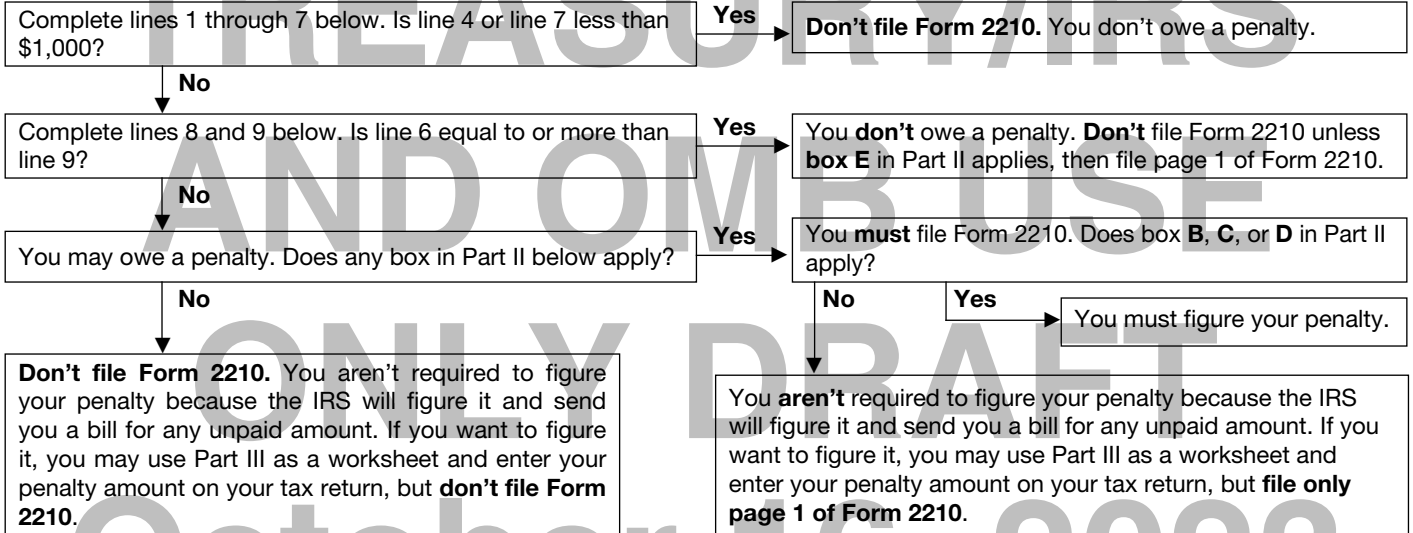 TREASURY/IRS
AND OMB USE
ONLY DRAFT
Complete lines 1 through 7 below. Is line 4 or line 7 less than
$1,000?
Yes
Don't file Form 2210. You don't owe a penalty.
No
Complete lines 8 and 9 below. Is line 6 equal to or more than
line 9?
Yes
You don't owe a penalty. Don't file Form 2210 unless
box E in Part II applies, then file page 1 of Form 2210.
No
You may owe a penalty. Does any box in Part II below apply?
Yes
You must file Form 2210. Does box B, C, or D in Part II
apply?
No
Yes
You must figure your penalty.
No
Don't file Form 2210. You aren't required to figure
your penalty because the IRS will figure it and send
you a bill for any unpaid amount. If you want to figure
it, you may use Part III as a worksheet and enter your
penalty amount on your tax return, but don't file Form
2210.
You aren't required to figure your penalty because the IRS
will figure it and send you a bill for any unpaid amount. If you
want to figure it, you may use Part III as a worksheet and
enter your penalty amount on your tax return, but file only
page 1 of Form 2210.